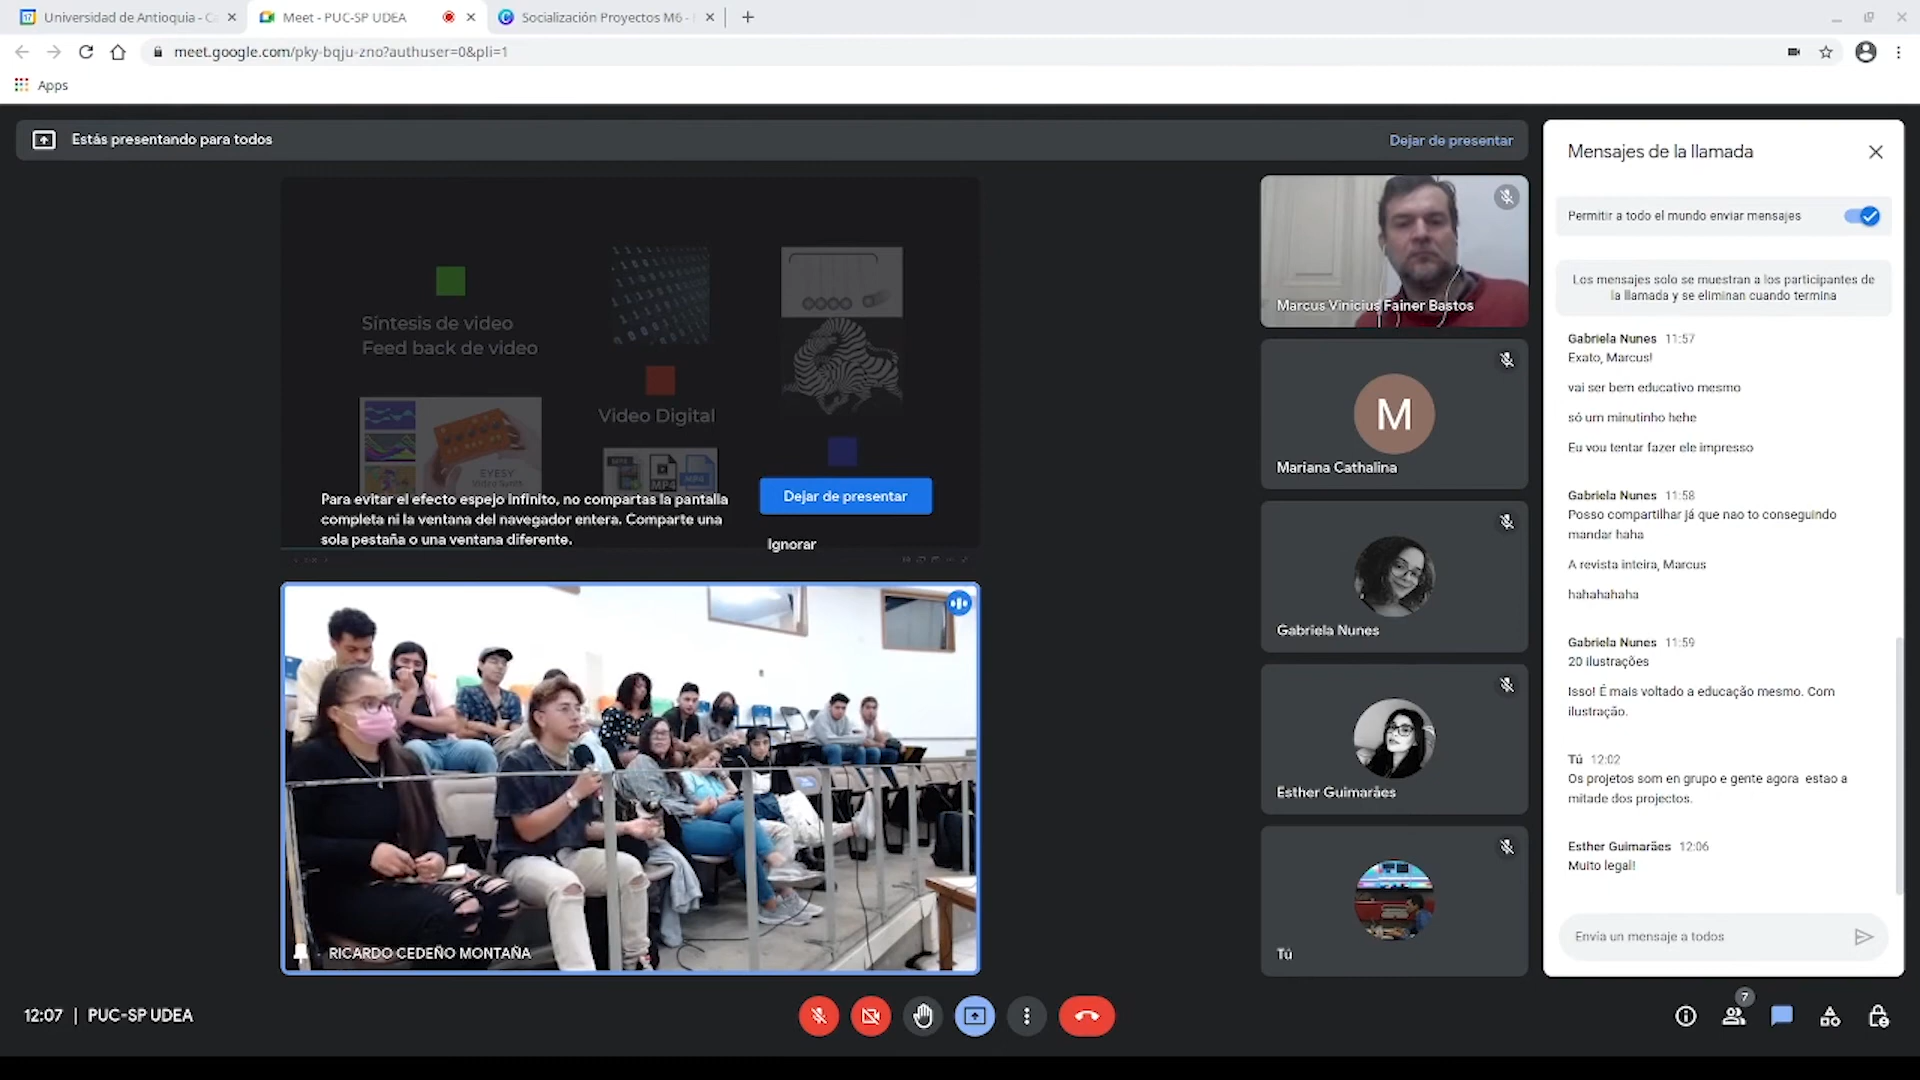 Universidad de Antioquia - C
Meet - PUC-SP UDEA
Socialización Proyectos M6 -
meet.google.com/pky-bqju-zno?authuser=0&pli=1
Apps
Estás presentando para todos
Dejar de presentar
Síntesis de video
Feed back de video
EYESY
Video Synth
Video Digital
MP4
MP4
MP4
Para evitar el efecto espejo infinito, no compartas la pantalla
completa ni la ventana del navegador entera. Comparte una
sola pestaña o una ventana diferente.
Dejar de presentar
Ignorar
RICARDO CEDEÑO MONTAÑA
Marcus Vinicius Fainer Bastos
M
Mariana Cathalina
Gabriela Nunes
Esther Guimarães
Tú
Mensajes de la llamada
Permitir a todo el mundo enviar mensajes
Los mensajes solo se muestran a los participantes de
la llamada y se eliminan cuando termina
Gabriela Nunes 11:57
Exato, Marcus!
vai ser bem educativo mesmo
só um minutinho hehe
Eu vou tentar fazer ele impresso
Gabriela Nunes 11:58
Posso compartilhar já que nao to conseguindo
mandar haha
A revista inteira, Marcus
hahahahaha
Gabriela Nunes 11:59
20 ilustrações
Isso! É mais voltado a educação mesmo. Com
ilustração.
Tú 12:02
Os projetos som en grupo e gente agora estao a
mitade dos projectos.
Esther Guimarães 12:06
Muito legal!
Envía un mensaje a todos
12:07 | PUC-SP UDEA
7